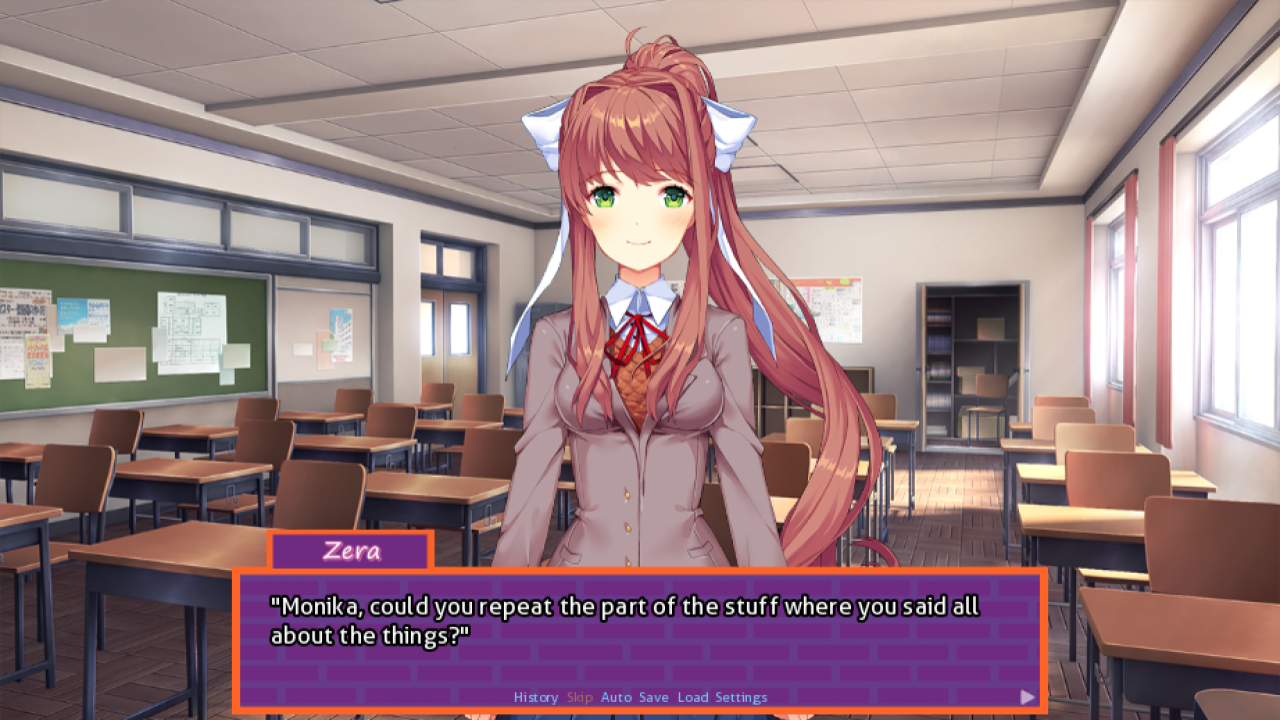 Zera
"Monika, could you repeat the part of the stuff where you said all
about the things?"
History Skip Auto Save Load Settings